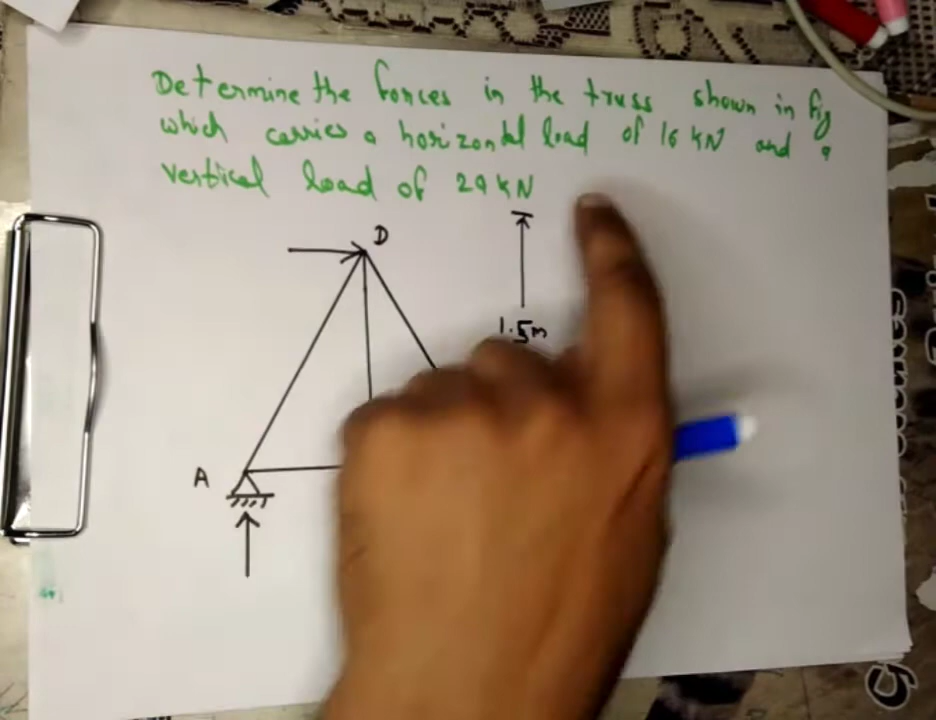 Determine the forces in the truss shown in fig
which carries a horizontal load of 16 kN and a
vertical load of 24 kN
D
1.5m
A